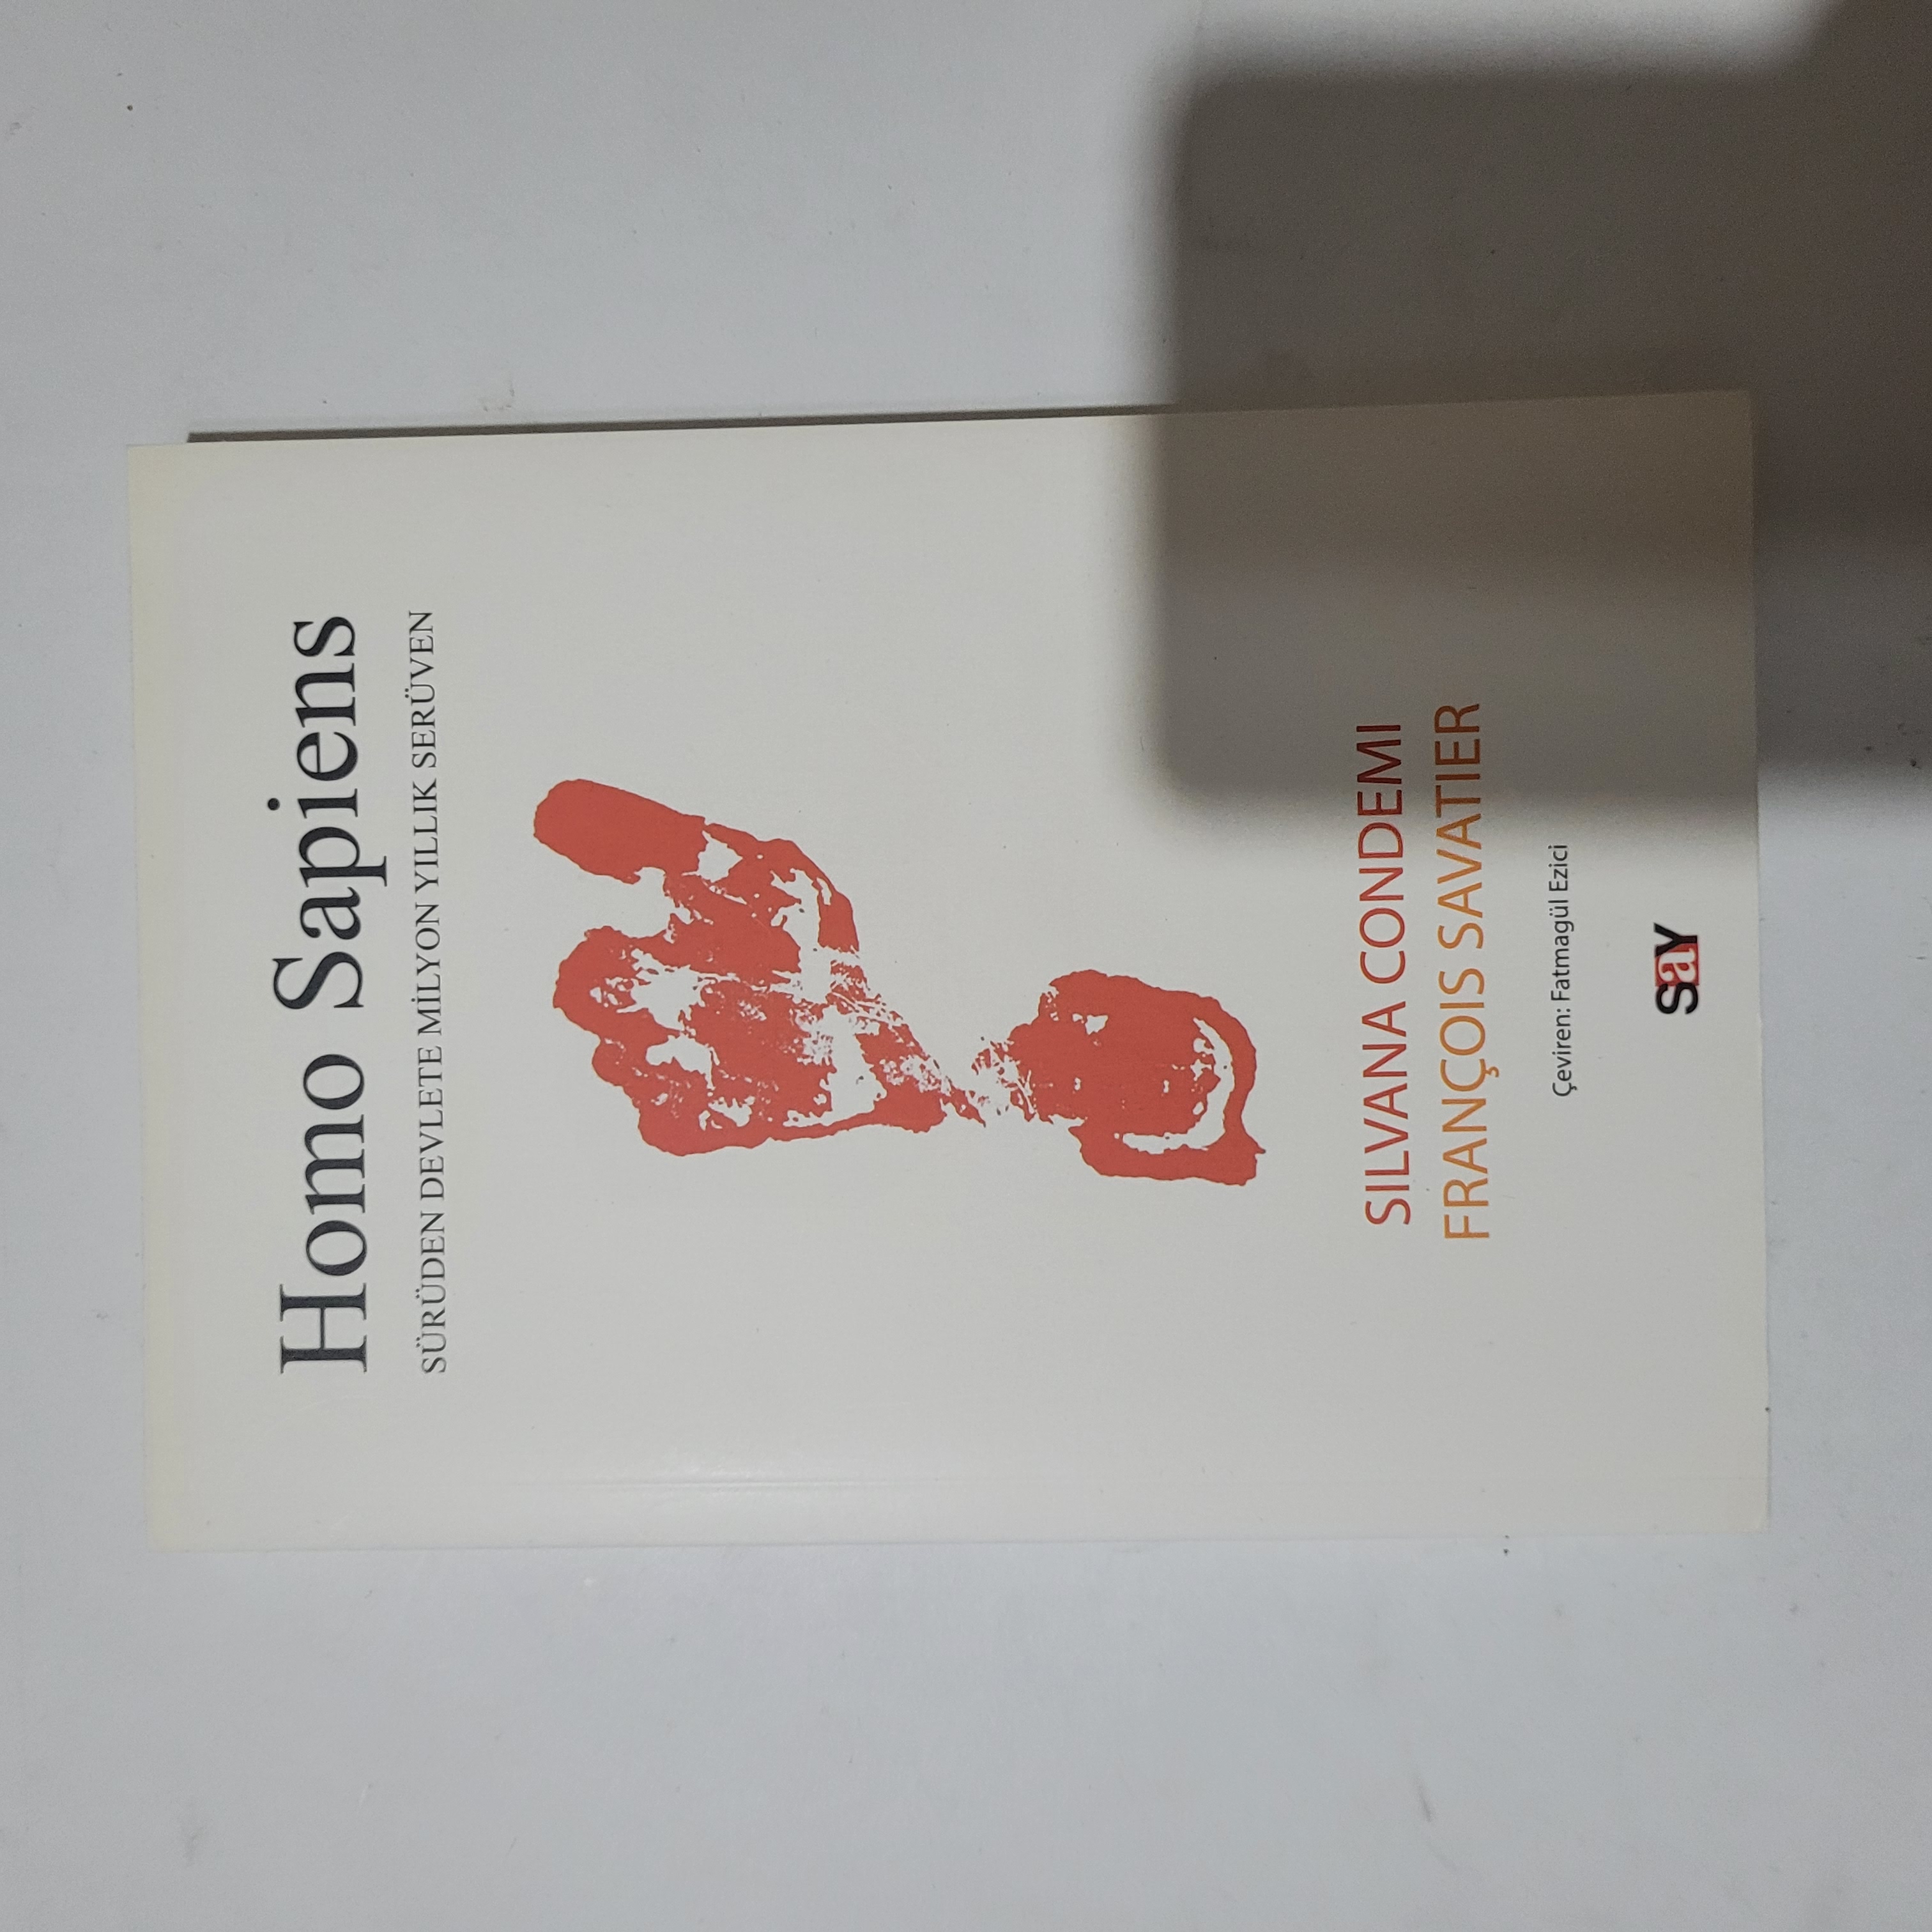 Homo Sapiens
SÜRÜDEN DEVLETE MİLYON YILLIK SERÜVEN
SILVANA CONDEMI
FRANÇOIS SAVATIER
Çeviren: Fatmagül Ezici
saY